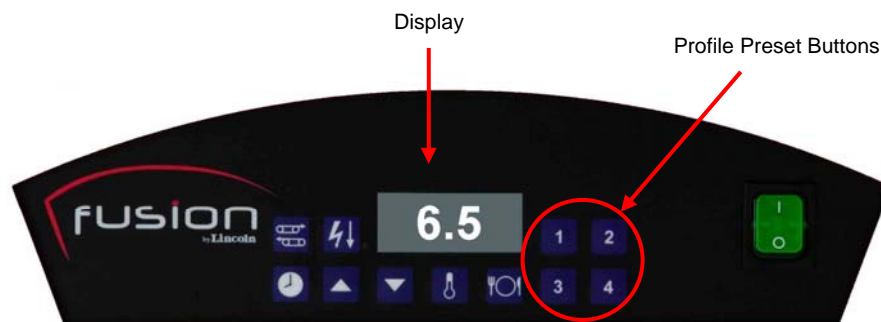 Display
Profile Preset Buttons
fusion
by Lincoln
6.5
1 2
3 4
I
O